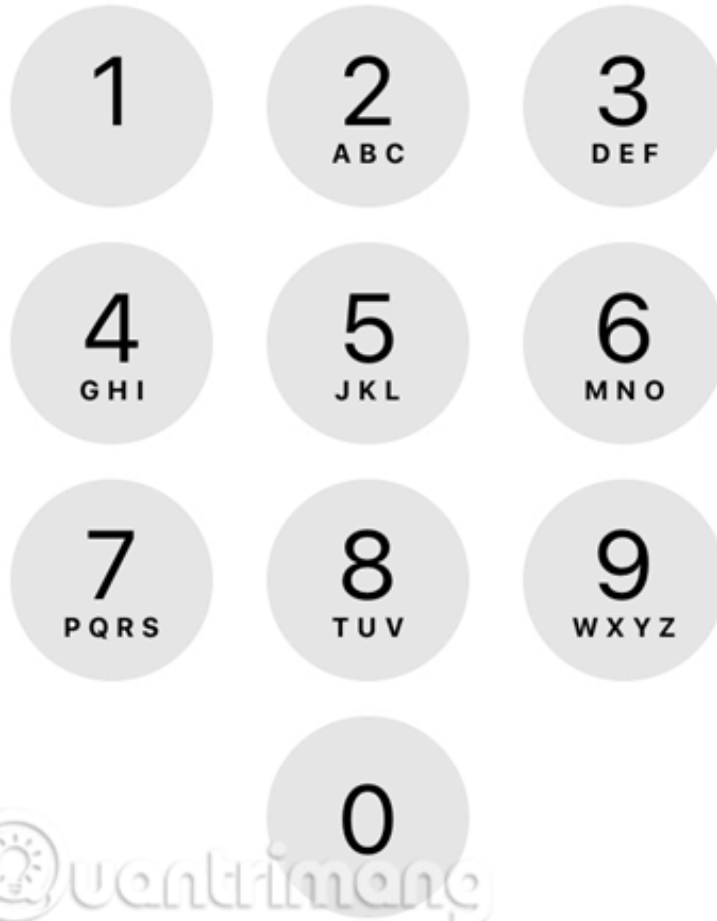 1 2 3
ABC DEF
4 5 6
GHI JKL MNO
7 8 9
PQRS TUV WXYZ
0
Quantrimang